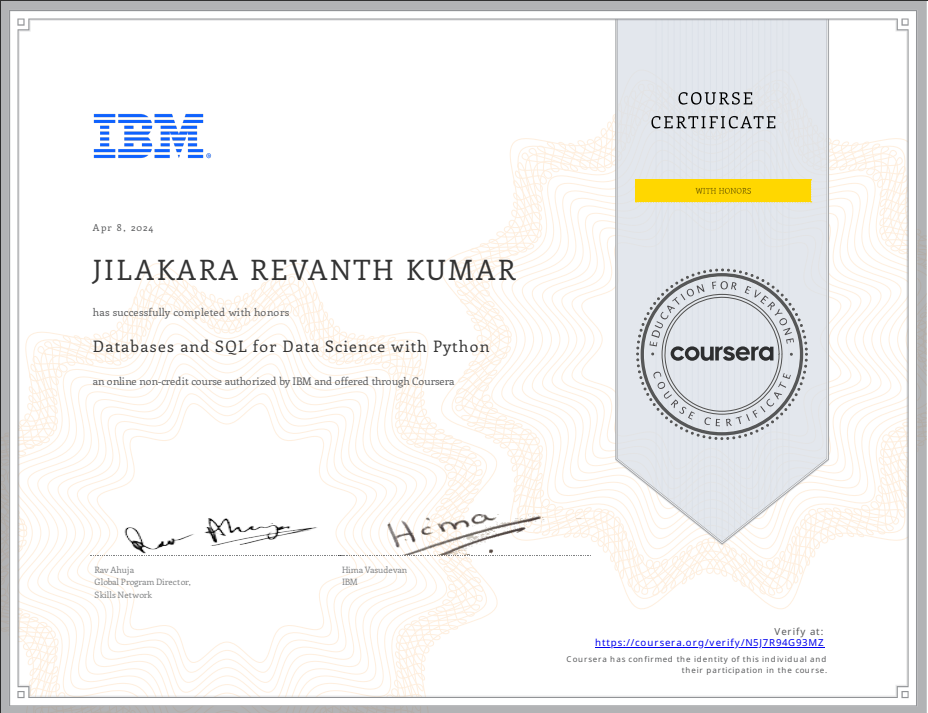 IBM®
COURSE
CERTIFICATE
WITH HONORS
Apr 8, 2024
JILAKARA REVANTH KUMAR
has successfully completed with honors
Databases and SQL for Data Science with Python
an online non-credit course authorized by IBM and offered through Coursera
EDUCATION FOR EVERYONE
coursera
COURSE CERTIFICATE
Rav Ahuja
Hima
Rav Ahuja
Global Program Director,
Skills Network
Hima Vasudevan
IBM
Verify at:
https://coursera.org/verify/N5J7R94G93MZ
Coursera has confirmed the identity of this individual and
their participation in the course.